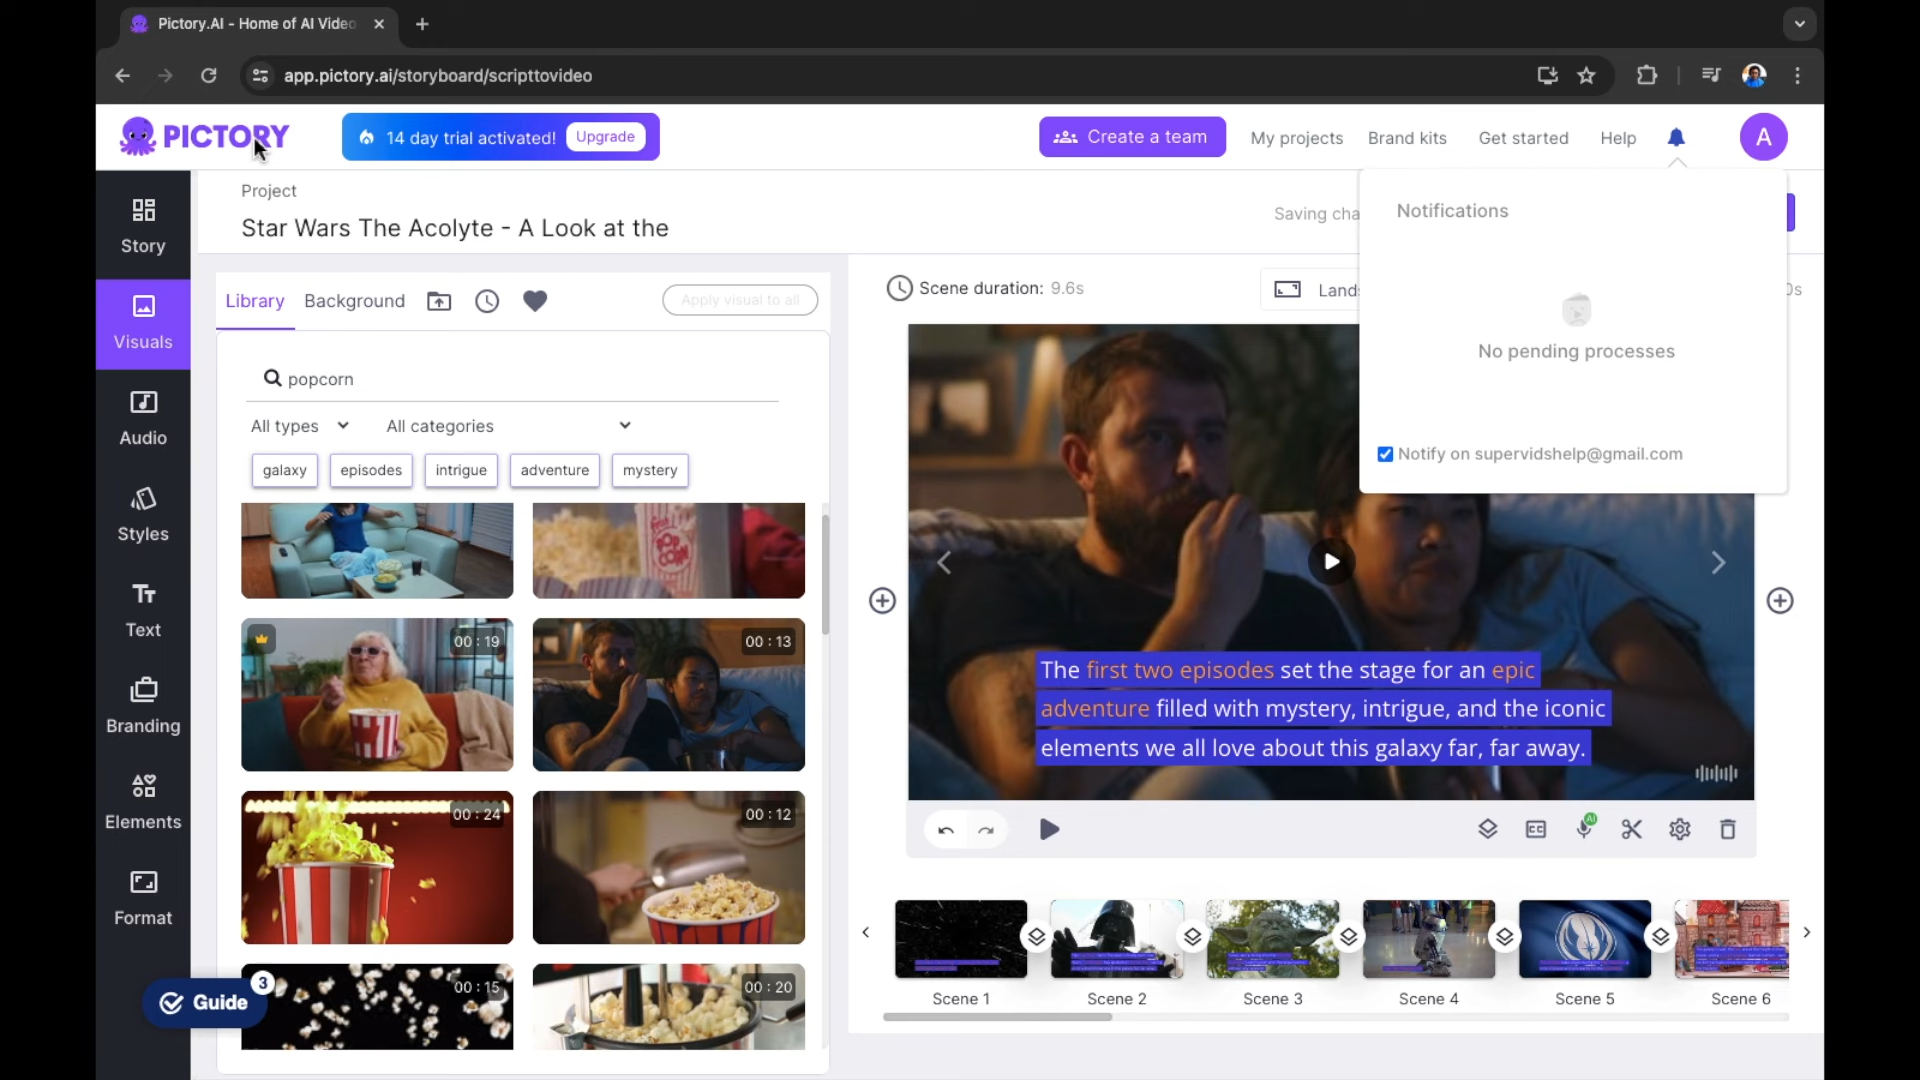 Pictory.AI - Home of AI Video
app.pictory.ai/storyboard/scripttovideo
PICTORY
14 day trial activated!
Upgrade
Create a team
My projects
Brand kits
Get started
Help
A
Project
Star Wars The Acolyte - A Look at the
Saving cha
Notifications
No pending processes
Notify on supervidshelp@gmail.com
Story
Visuals
Audio
Styles
Text
Branding
Elements
Format
Guide
3
Library
Background
Apply visual to all
popcorn
All types
All categories
galaxy
episodes
intrigue
adventure
mystery
POP
CORN
00 : 19
00 : 13
00 : 24
00 : 12
00 : 15
00 : 20
Scene duration: 9.6s
Lands
0s
The first two episodes set the stage for an epic
adventure filled with mystery, intrigue, and the iconic
elements we all love about this galaxy far, far away.
CC
AI
Scene 1
Scene 2
Scene 3
Scene 4
Scene 5
Scene 6